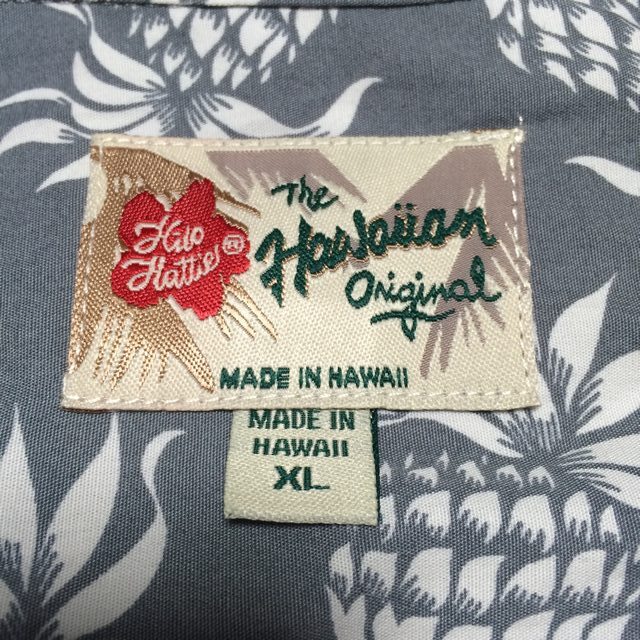 Hilo
Hattie's®
The
Hawaiian
Original
MADE IN HAWAII
MADE IN
HAWAII
XL